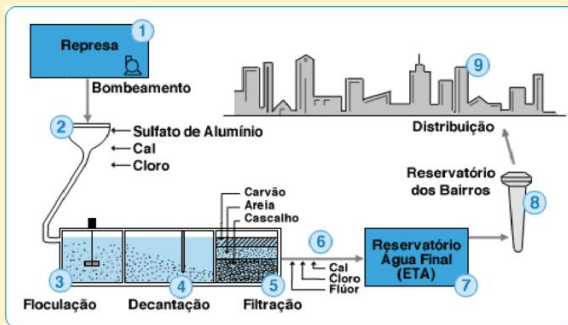 1
Represa
Bombeamento
2
Sulfato de Alumínio
Cal
Cloro
9
Distribuição
Reservatório
dos Bairros
8
Carvão
Areia
Cascalho
6
Cal
Cloro
Flúor
Reservatório
Água Final
(ETA)
7
3
4
5
Floculação
Decantação
Filtração